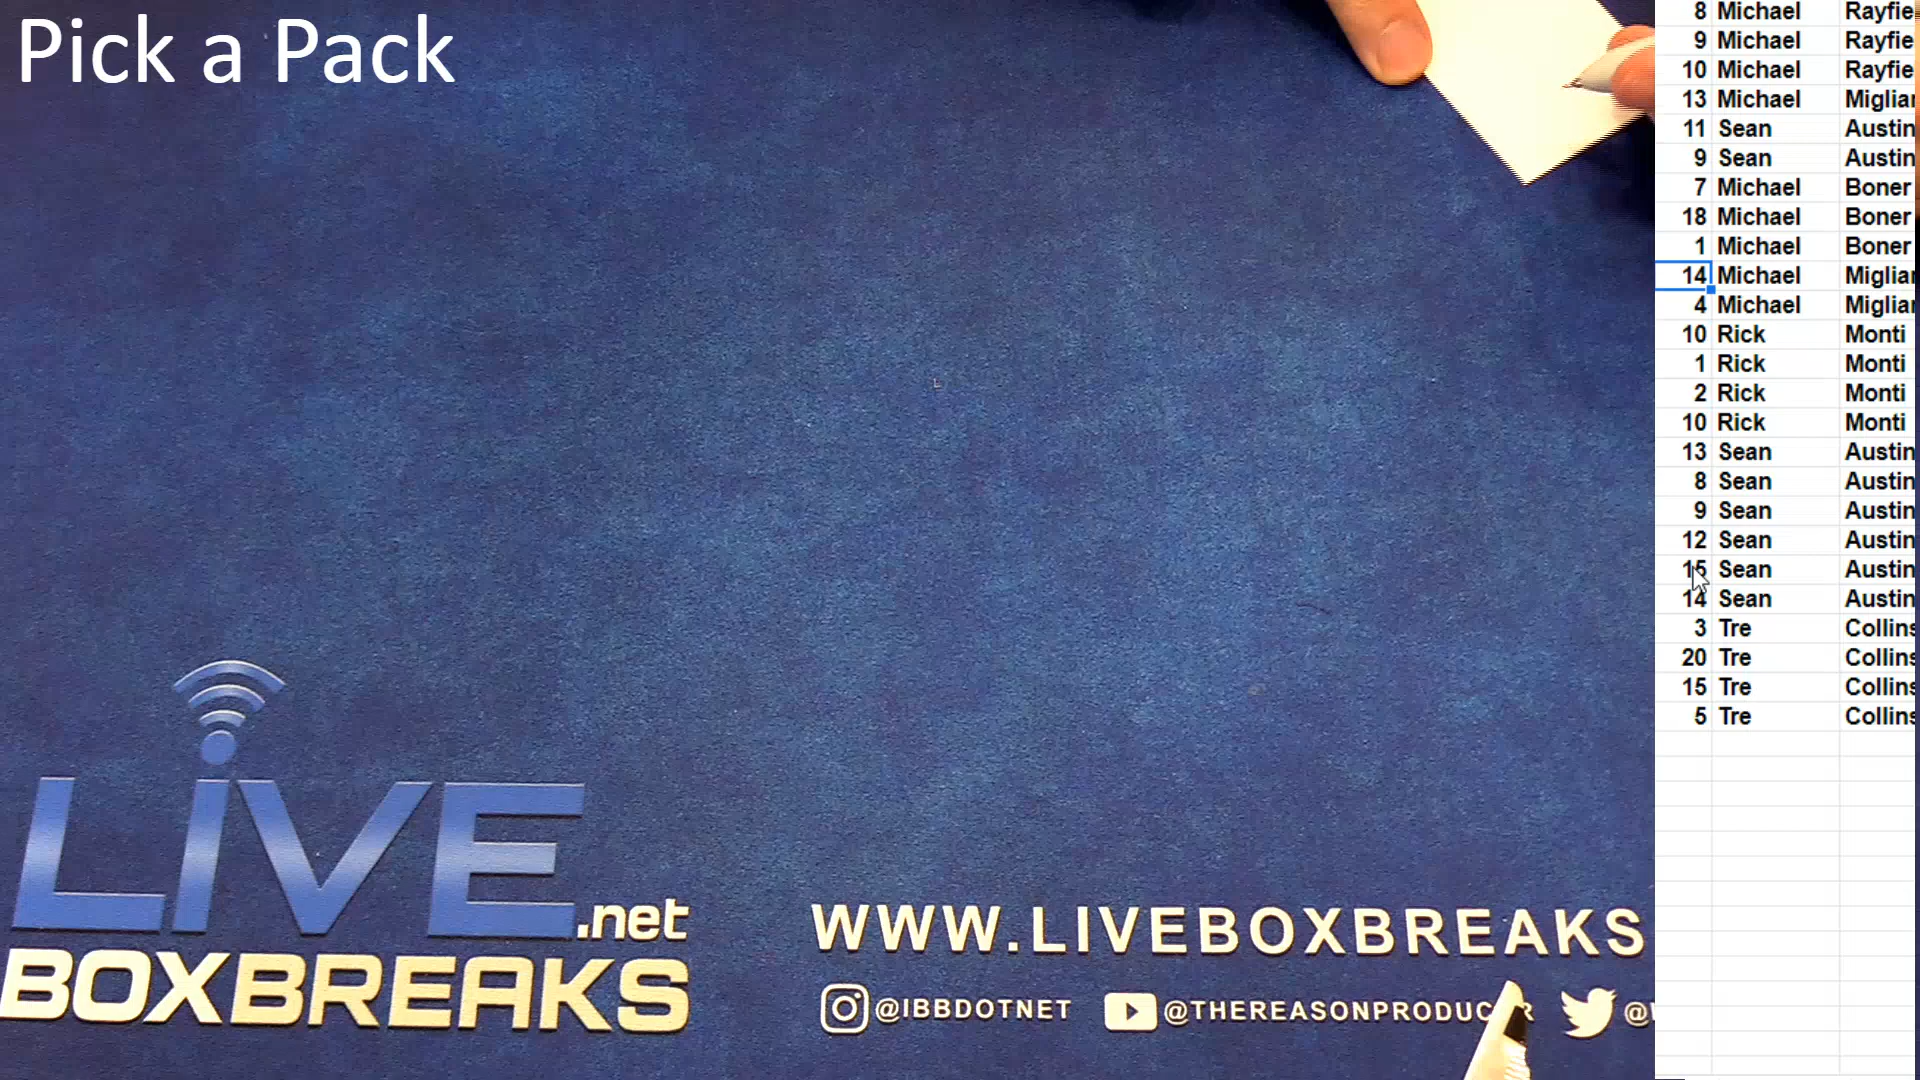 Pick a Pack
8 Michael Rayfie
9 Michael Rayfie
10 Michael Rayfie
13 Michael Migliar
11 Sean Austin
9 Sean Austin
7 Michael Boner
18 Michael Boner
1 Michael Boner
14 Michael Migliar
4 Michael Migliar
10 Rick Monti
1 Rick Monti
2 Rick Monti
10 Rick Monti
13 Sean Austin
8 Sean Austin
9 Sean Austin
12 Sean Austin
15 Sean Austin
14 Sean Austin
3 Tre Collins
20 Tre Collins
15 Tre Collins
5 Tre Collins
LiVE.net
BOXBREAKS
WWW.LIVEBOXBREAKS
@IBBDOTNET @THEREASONPRODUCER @